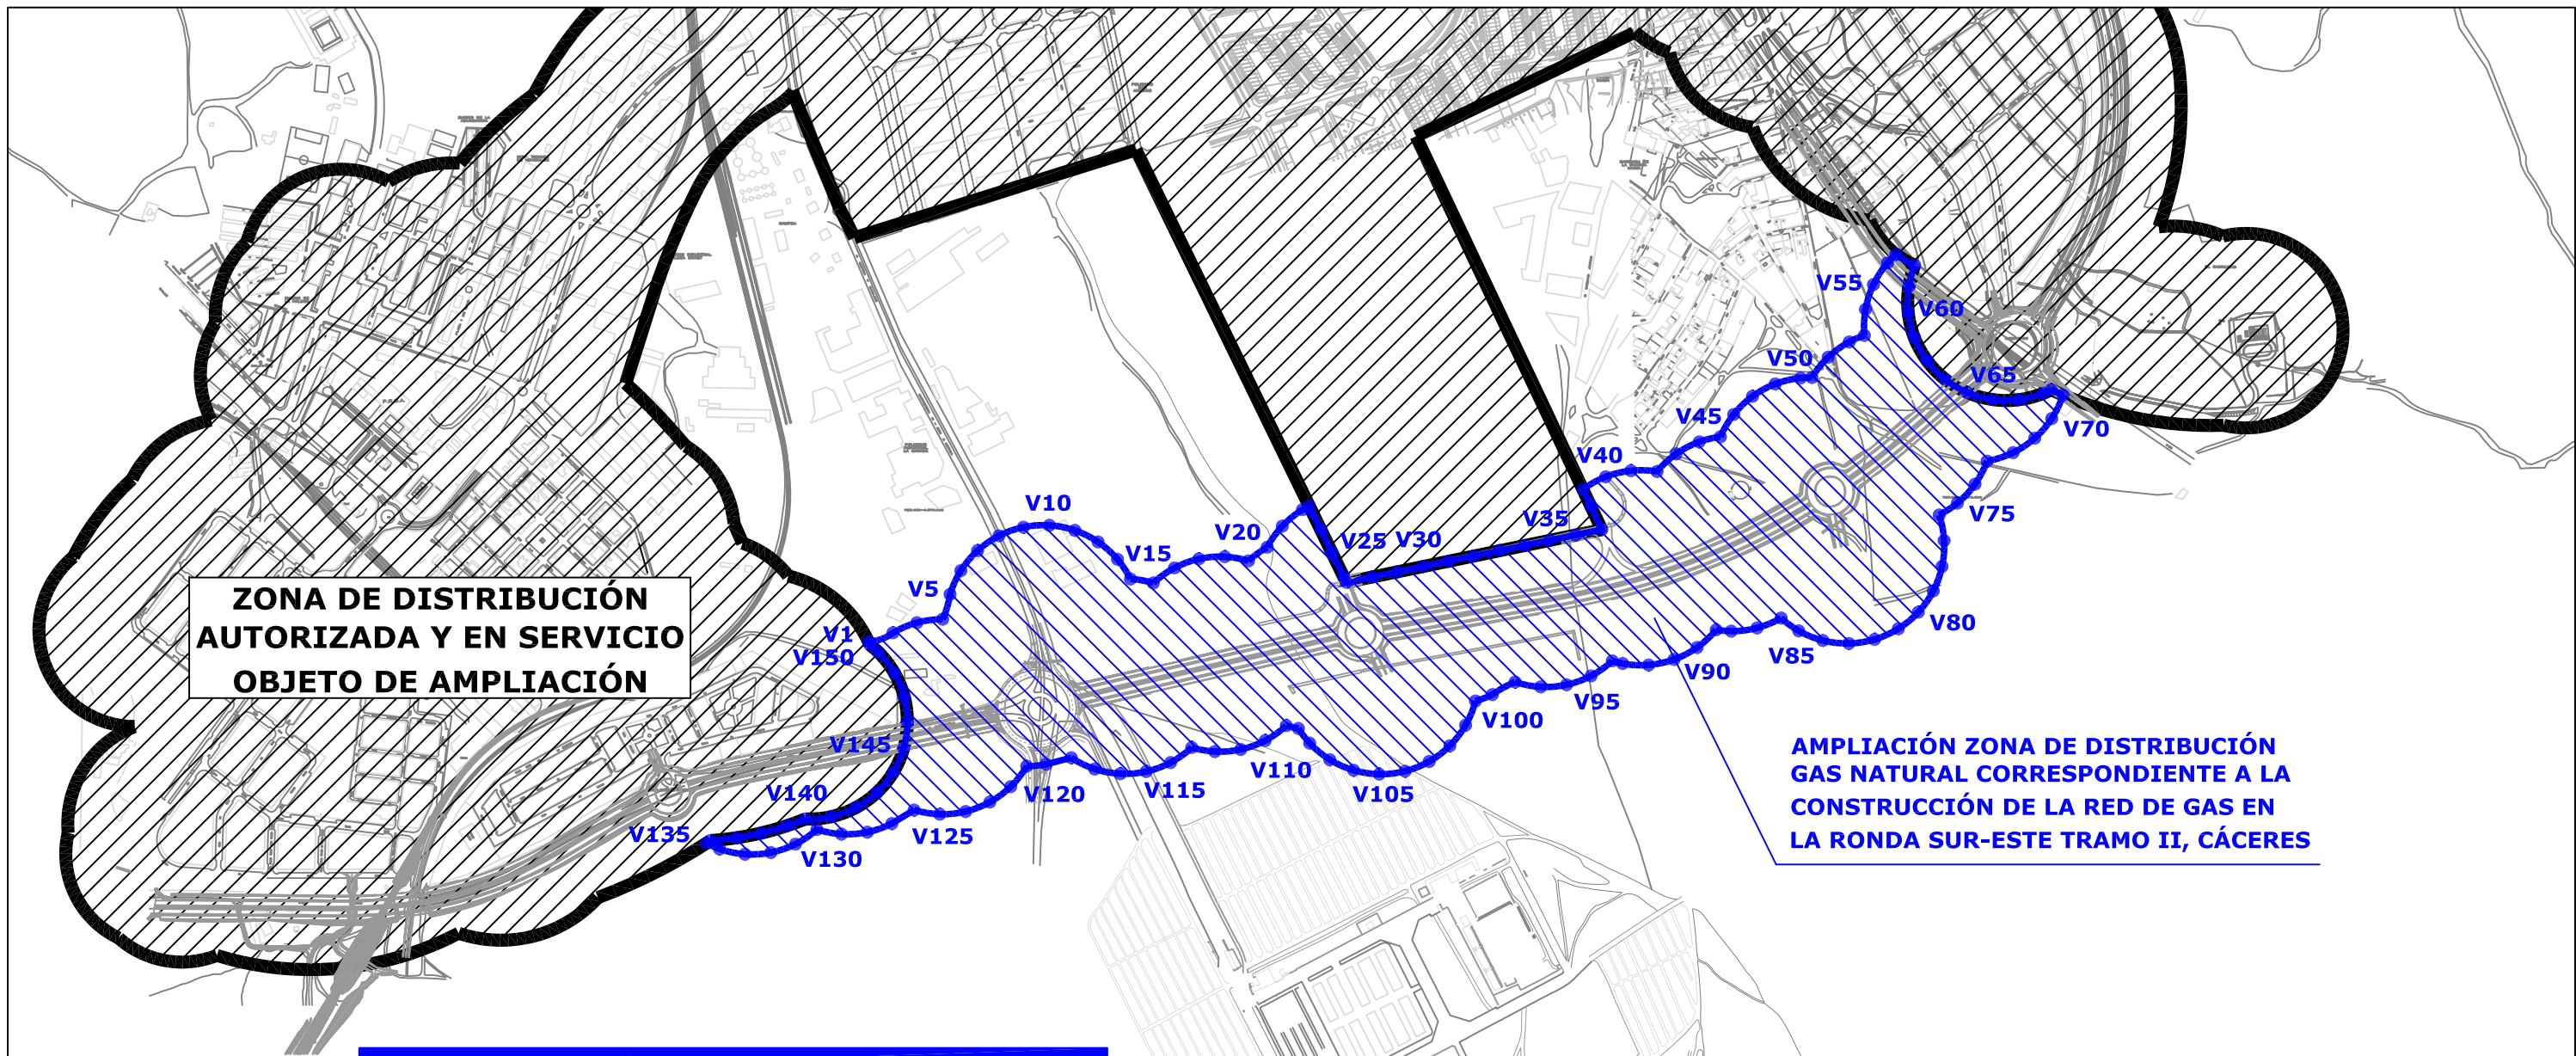 V55
V60
V50
V65
V45
V70
V40
V10
V75
V20
V35
V15
V25
V30
V5
ZONA DE DISTRIBUCIÓN
AUTORIZADA Y EN SERVICIO
OBJETO DE AMPLIACIÓN
V1
V150
V80
V85
V90
V95
V100
V145
AMPLIACIÓN ZONA DE DISTRIBUCIÓN
GAS NATURAL CORRESPONDIENTE A LA
CONSTRUCCIÓN DE LA RED DE GAS EN
LA RONDA SUR-ESTE TRAMO II, CÁCERES
V110
V115
V105
V120
V140
V135
V125
V130